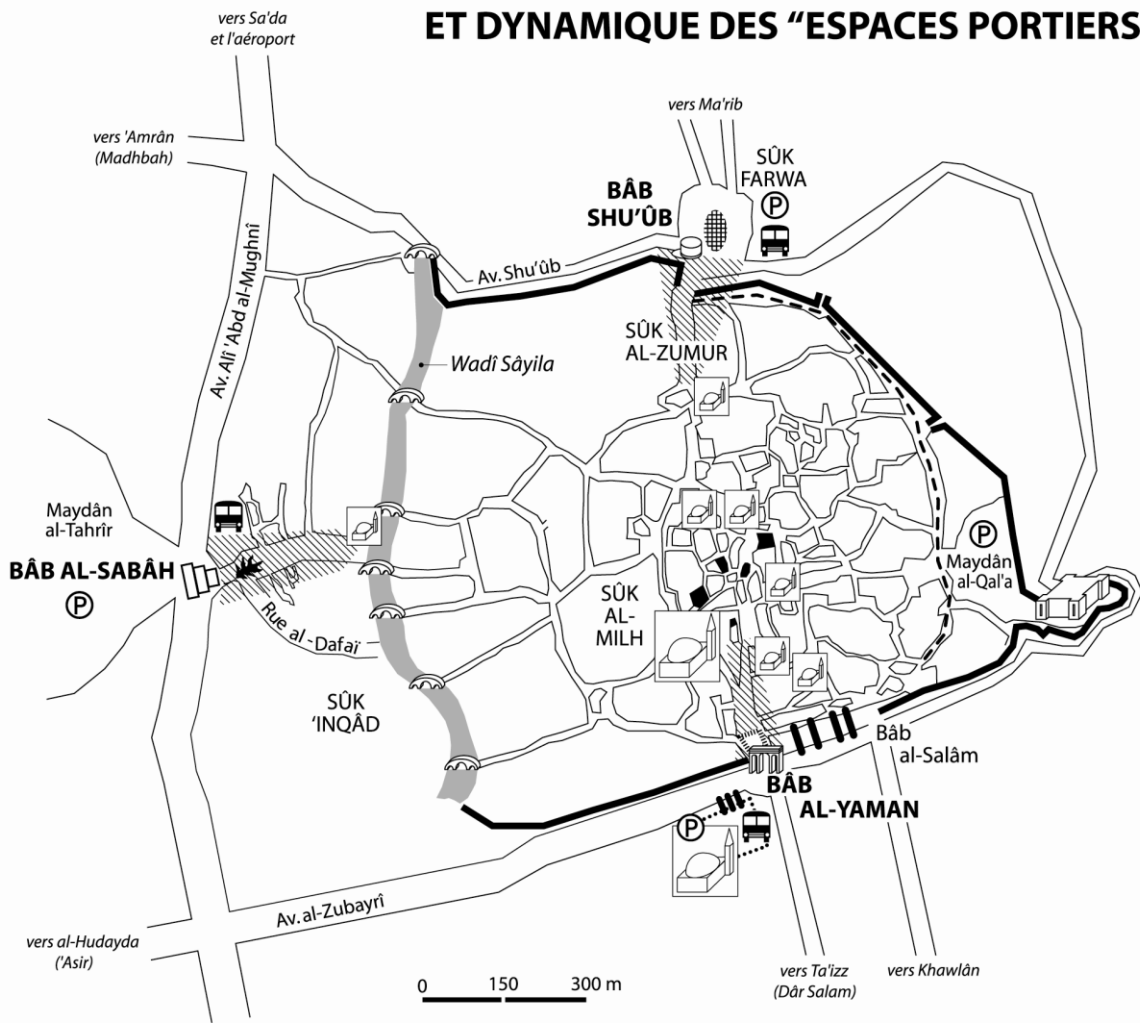 ET DYNAMIQUE DES “ESPACES PORTIERS
vers Sa'da
et l'aéroport
vers Ma'rib
vers 'Amrân
(Madhbah)
SÛK
FARWA
P
BÂB
SHU’ÛB
Av. Shu’ûb
Av. Alî 'Abd al-Mughnî
SÛK
AL-ZUMUR
Wadî Sâyila
Maydân
al-Tahrîr
BÂB AL-SABÂH
P
P
Maydân
al-Qal'a
Rue al-Dafaï
SÛK
AL-
MILH
SÛK
‘INQÂD
Bâb
al-Salâm
BÂB
AL-YAMAN
P
Av. al-Zubayrî
vers al-Hudayda
('Asir)
vers Ta'izz
(Dâr Salam)
vers Khawlân
0 150 300 m